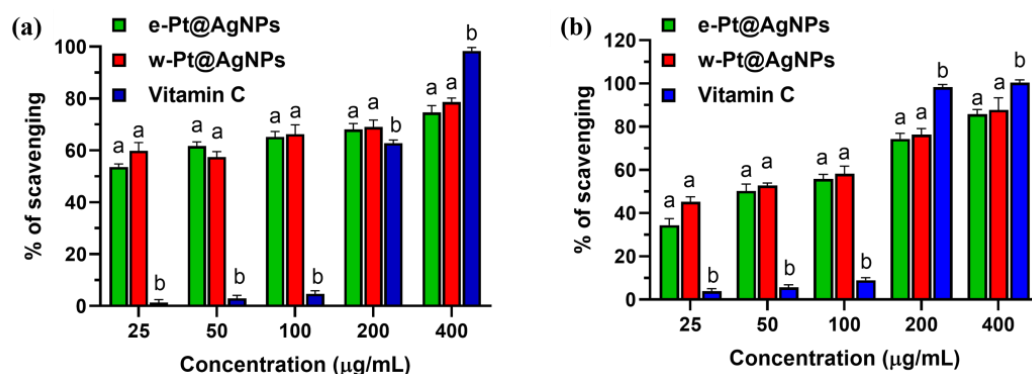 (a)
e-Pt@AgNPs
w-Pt@AgNPs
Vitamin C
% of scavenging
100
80
60
40
20
0
a a b
a a b
a a b
a a b
a a b
25 50 100 200 400
Concentration (μg/mL)
(b)
e-Pt@AgNPs
w-Pt@AgNPs
Vitamin C
% of scavenging
120
100
80
60
40
20
0
a a b
a a b
a a b
a a b
a a b
25 50 100 200 400
Concentration (μg/mL)